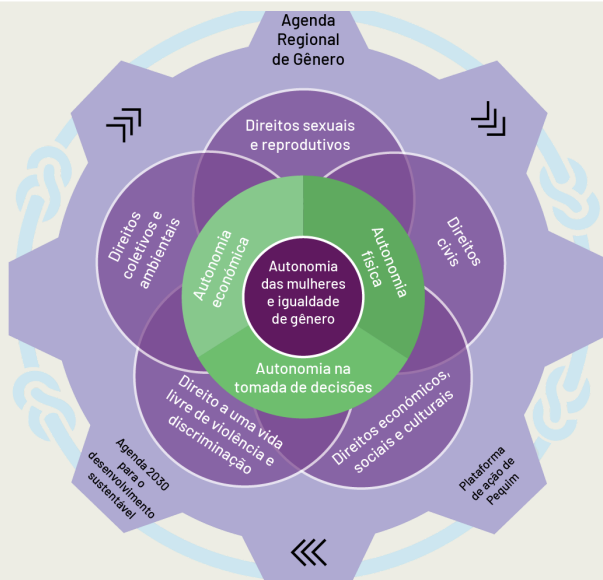 Agenda
Regional
de Gênero
Direitos sexuais
e reprodutivos
Direitos
coletivos e
ambientais
Direitos
civis
Autonomia
económica
Autonomia
física
Autonomia
das mulheres
e igualdade
de gênero
Autonomia na
tomada de decisões
Direito a uma vida
livre de violência e
discriminação
Direitos económicos,
sociais e culturais
Agenda 2030
para o
desenvolvimento
sustentável
Plataforma
de ação de
Pequim